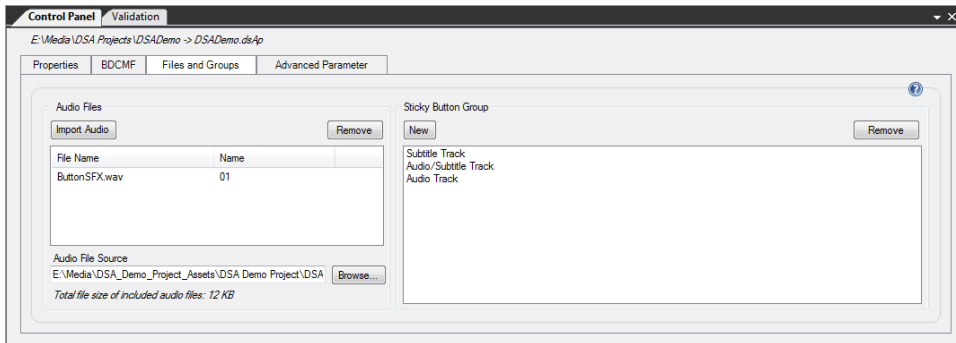 Control Panel Validation
E:\Media\DSA Projects\DSADemo -> DSADemo.dsAp
Properties BDCMF Files and Groups Advanced Parameter
Audio Files
Import Audio Remove
File Name Name
ButtonSFX.wav 01
Audio File Source
E:\Media\DSA_Demo_Project_Assets\DSA Demo Project\DSA Browse...
Total file size of included audio files: 12 KB
Sticky Button Group
New Remove
Subtitle Track
Audio/Subtitle Track
Audio Track